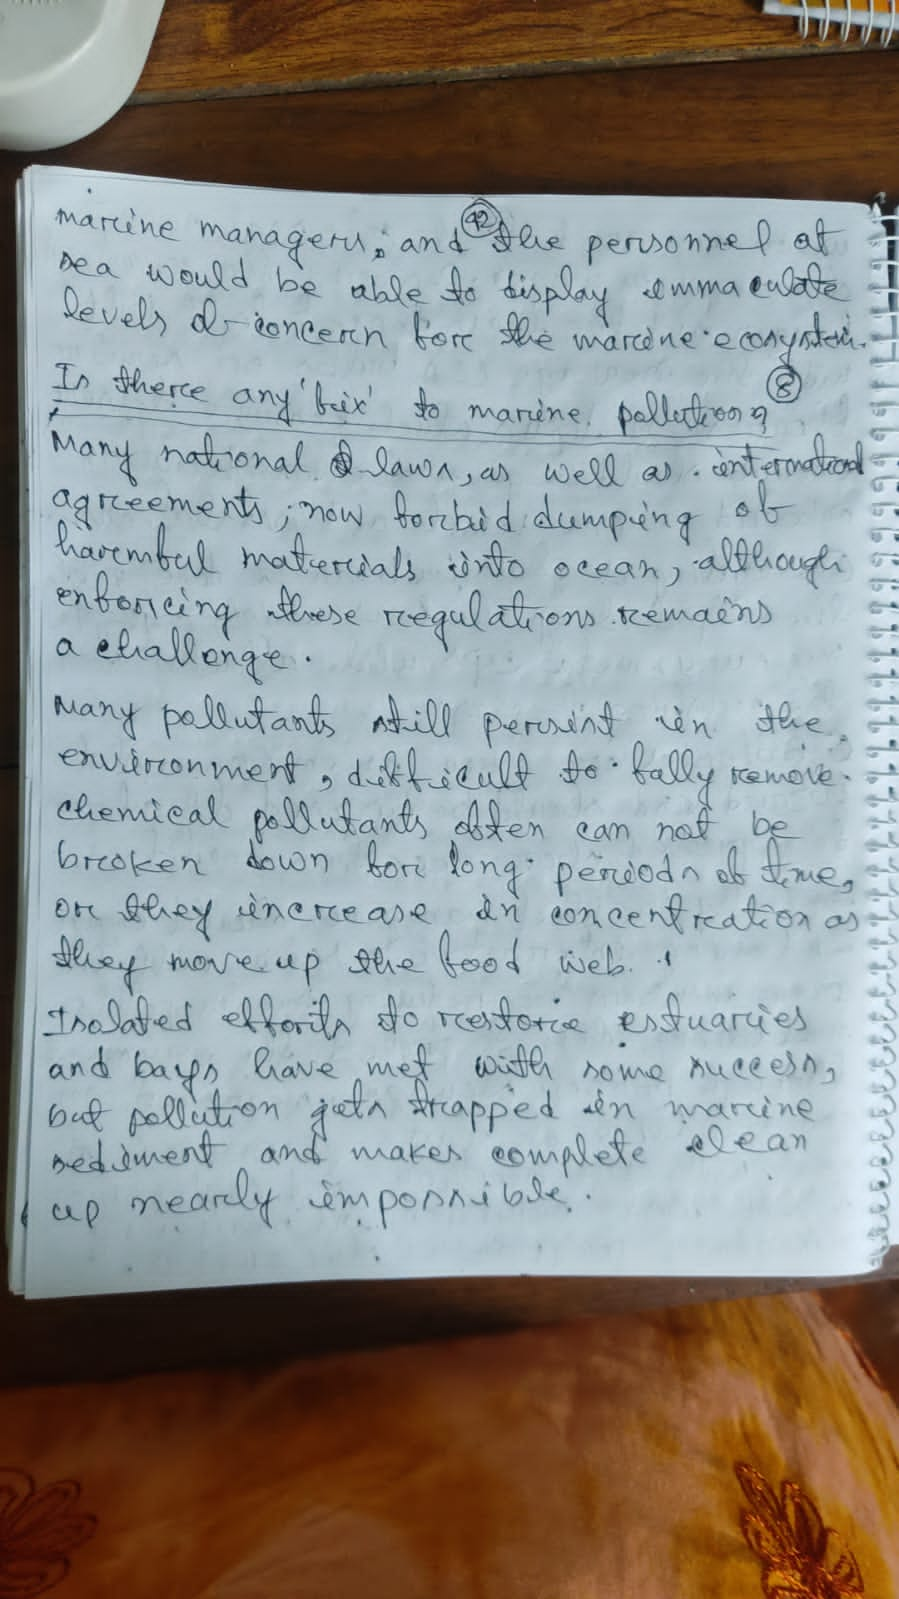 marine managers, and the personnel at
42
sea would be able to display immaculate
levels of concern for the marine ecosystem.
Is there any 'fix' to marine pollution?
8
Many national laws, as well as international
agreements, now forbid dumping of
harmful materials into ocean, although
enforcing these regulations remains
a challenge.
Many pollutants still persist in the
environment, difficult to fully remove.
chemical pollutants often can not be
broken down for long periods of time,
or they increase in concentration as
they move up the food web.
Isolated efforts to restore estuaries
and bays have met with some success,
but pollution gets trapped in marine
sediment and makes complete clean
up nearly impossible.